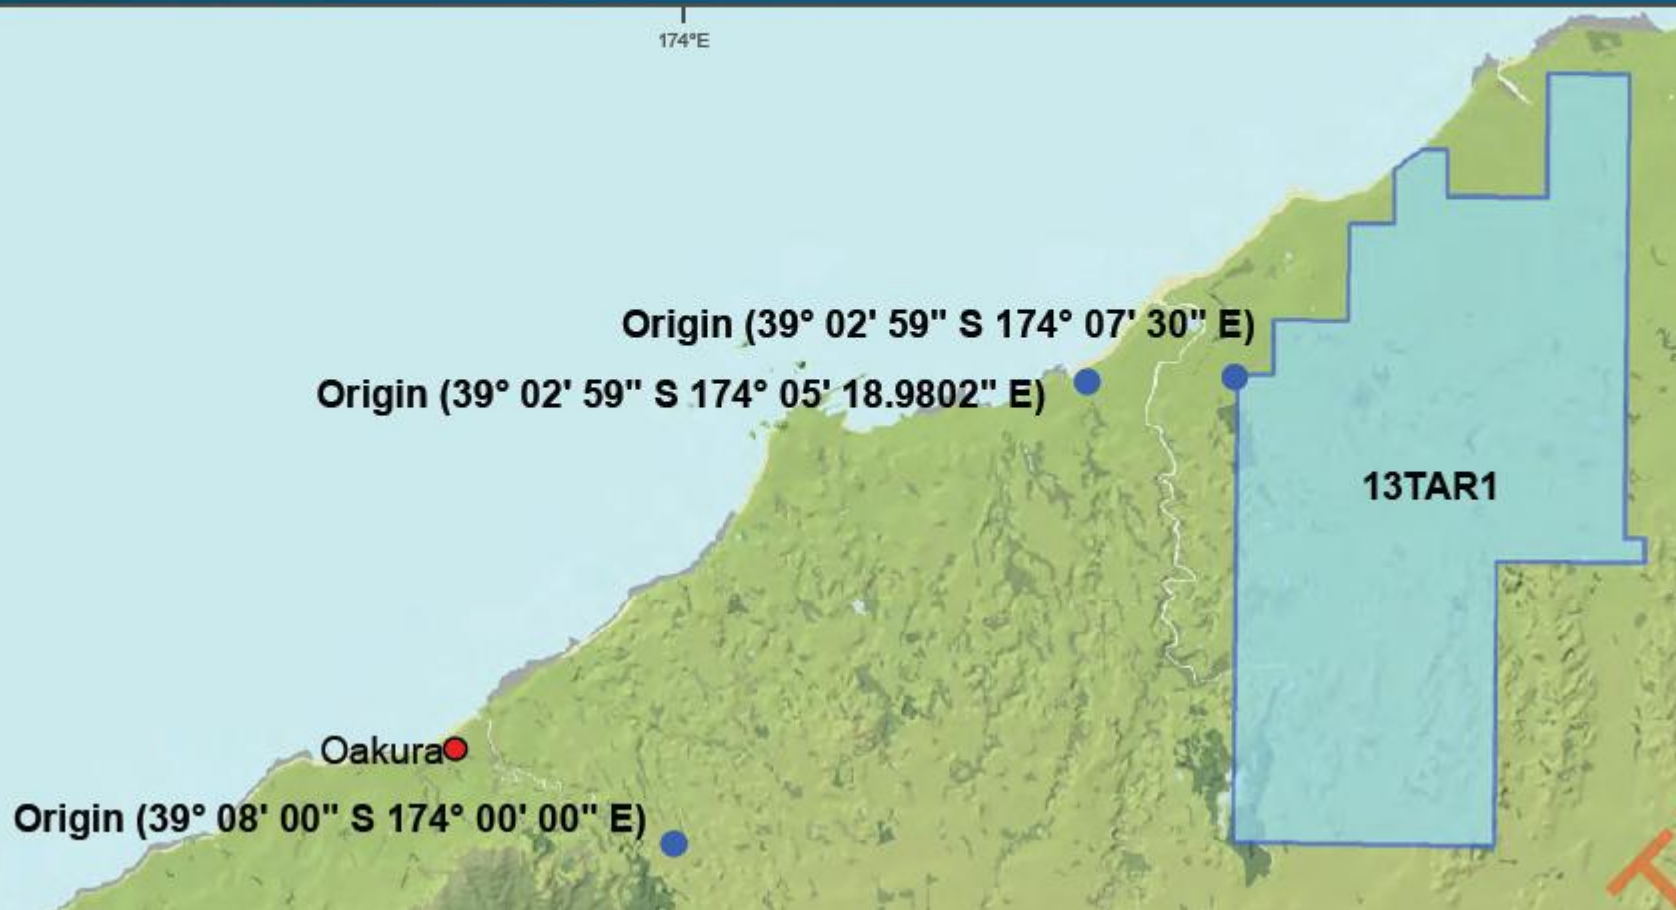 174°E
Origin (39° 02' 59" S 174° 07' 30" E)
Origin (39° 02' 59" S 174° 05' 18.9802" E)
13TAR1
Oakura
Origin (39° 08' 00" S 174° 00' 00" E)